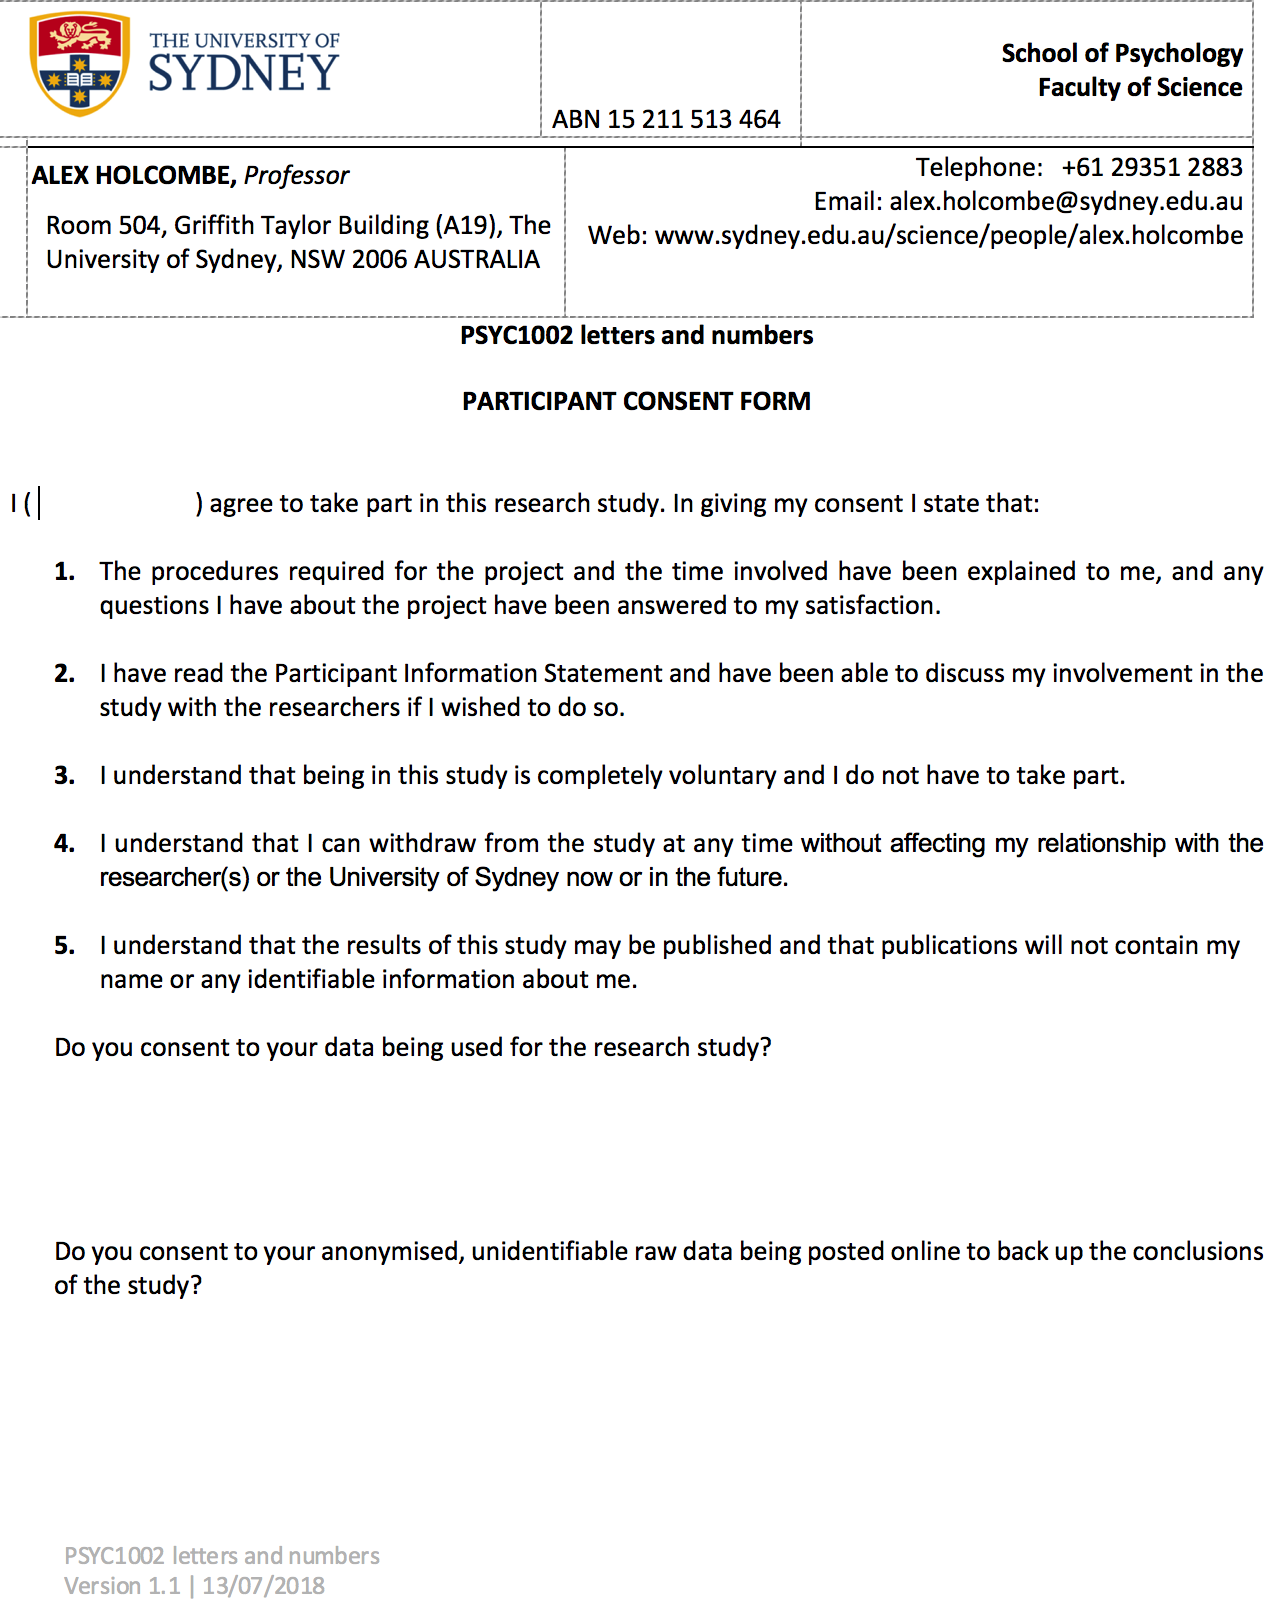 THE UNIVERSITY OF
SYDNEY
ABN 15 211 513 464
School of Psychology
Faculty of Science
ALEX HOLCOMBE, Professor
Room 504, Griffith Taylor Building (A19), The
University of Sydney, NSW 2006 AUSTRALIA
Telephone: +61 29351 2883
Email: alex.holcombe@sydney.edu.au
Web: www.sydney.edu.au/science/people/alex.holcombe
PSYC1002 letters and numbers
PARTICIPANT CONSENT FORM
I ( ) agree to take part in this research study. In giving my consent I state that:
1. The procedures required for the project and the time involved have been explained to me, and any
questions I have about the project have been answered to my satisfaction.
2. I have read the Participant Information Statement and have been able to discuss my involvement in the
study with the researchers if I wished to do so.
3. I understand that being in this study is completely voluntary and I do not have to take part.
4. I understand that I can withdraw from the study at any time without affecting my relationship with the
researcher(s) or the University of Sydney now or in the future.
5. I understand that the results of this study may be published and that publications will not contain my
name or any identifiable information about me.
Do you consent to your data being used for the research study?
Do you consent to your anonymised, unidentifiable raw data being posted online to back up the conclusions
of the study?
PSYC1002 letters and numbers
Version 1.1 | 13/07/2018